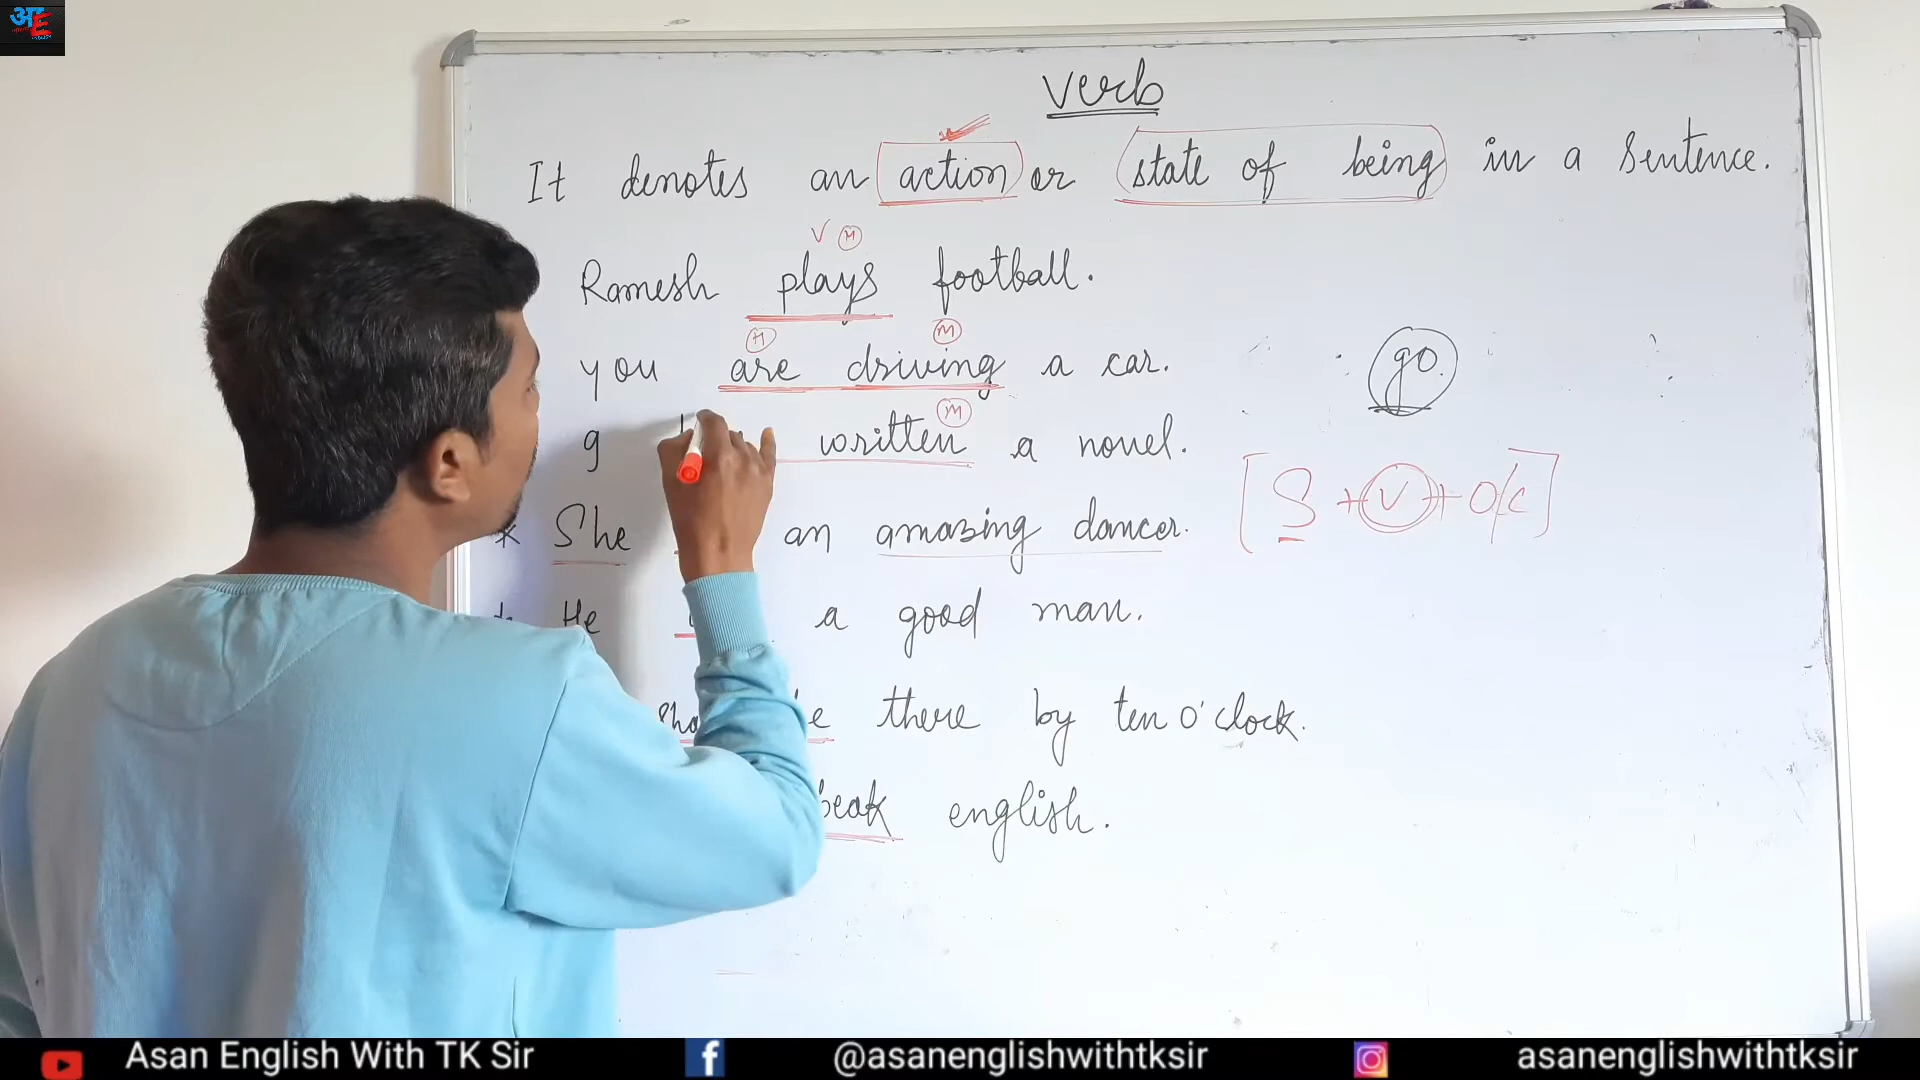 अE
Verb
It denotes an action or state of being in a sentence.
V M
Ramesh plays football.
H M
you are driving a car.
go.
M
written a novel.
[S + V + O/C]
* She an amazing dancer.
He a good man.
there by ten o'clock.
english.
Asan English With TK Sir
f @asanenglishwithtksir
asanenglishwithtksir